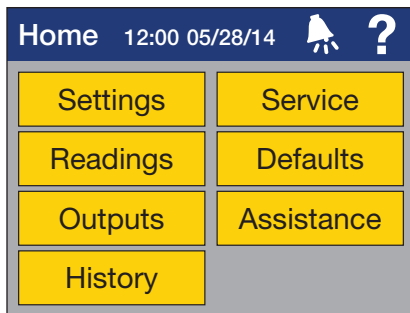 Home 12:00 05/28/14 ?
Settings Service
Readings Defaults
Outputs Assistance
History